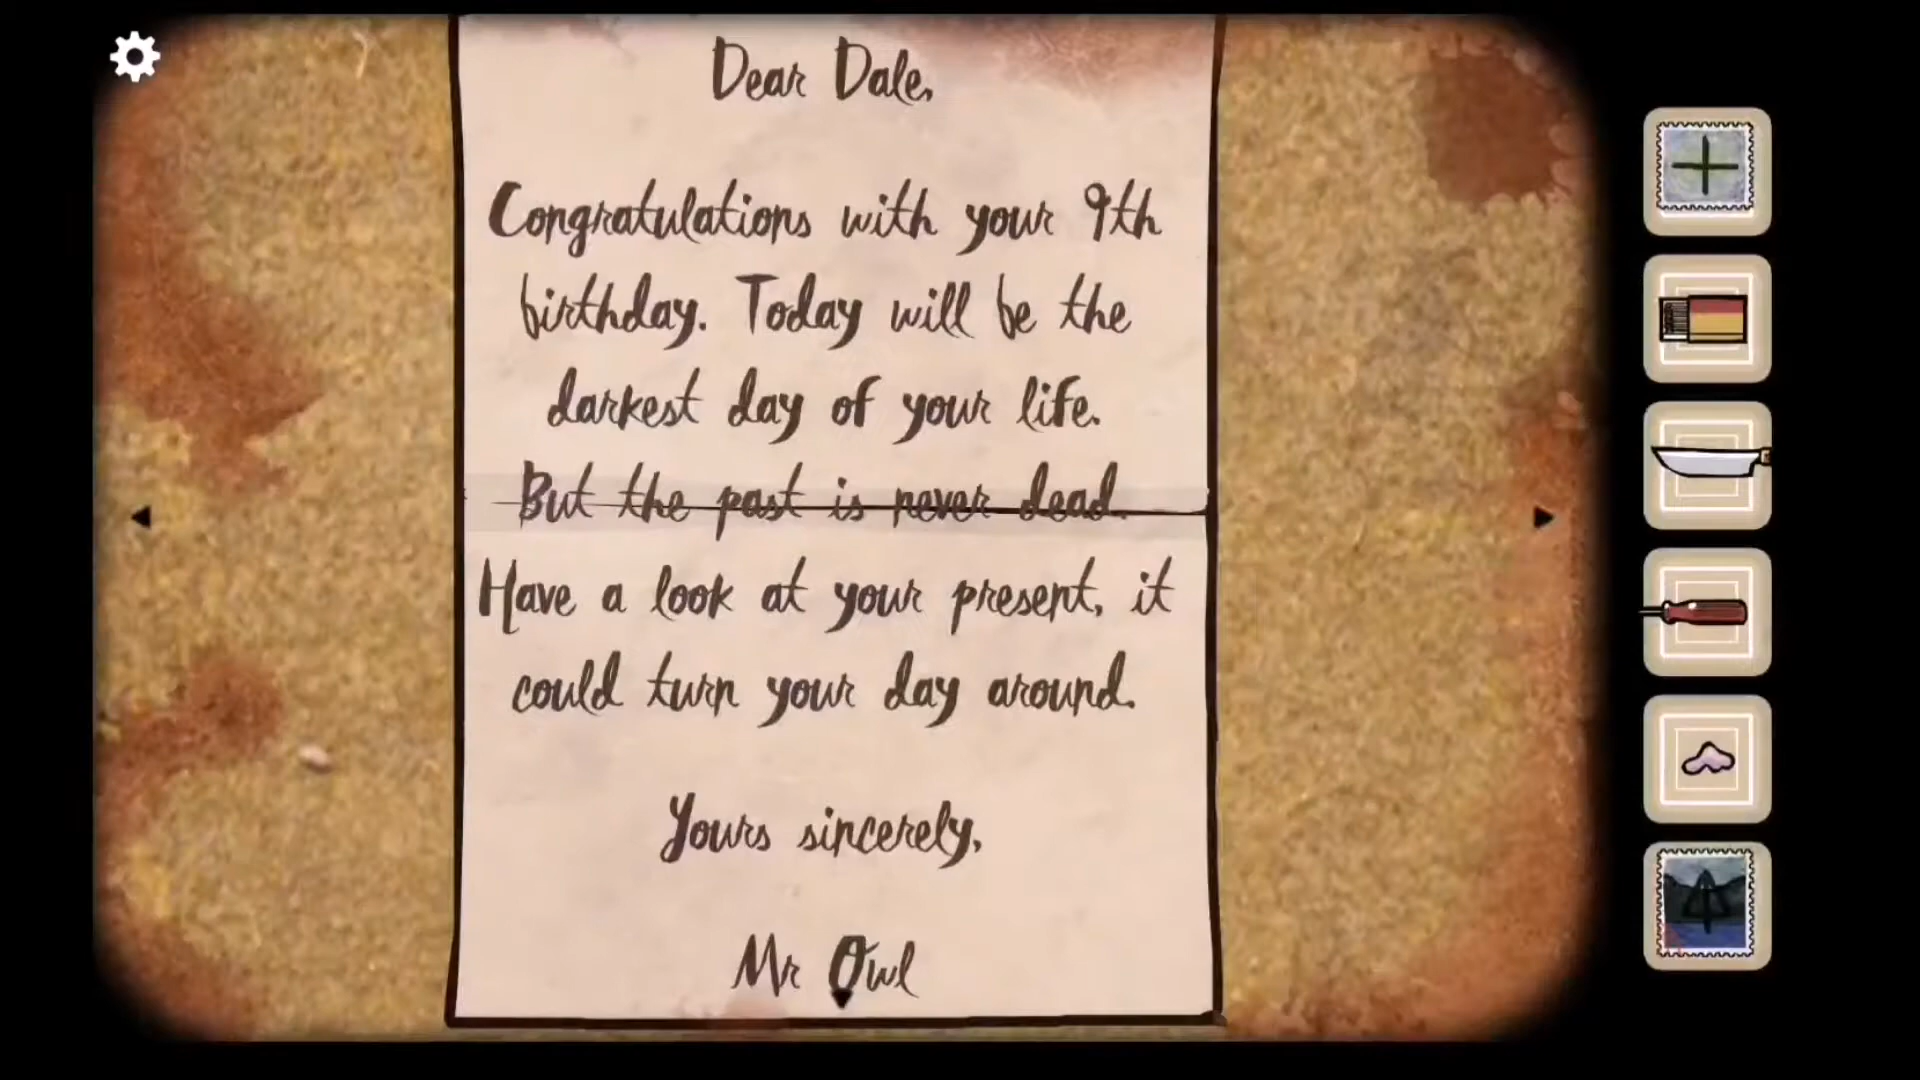 Dear Dale,
Congratulations with your 9th
birthday. Today will be the
darkest day of your life.
But the past is never dead.
Have a look at your present, it
could turn your day around.
Yours sincerely,
Mr Owl